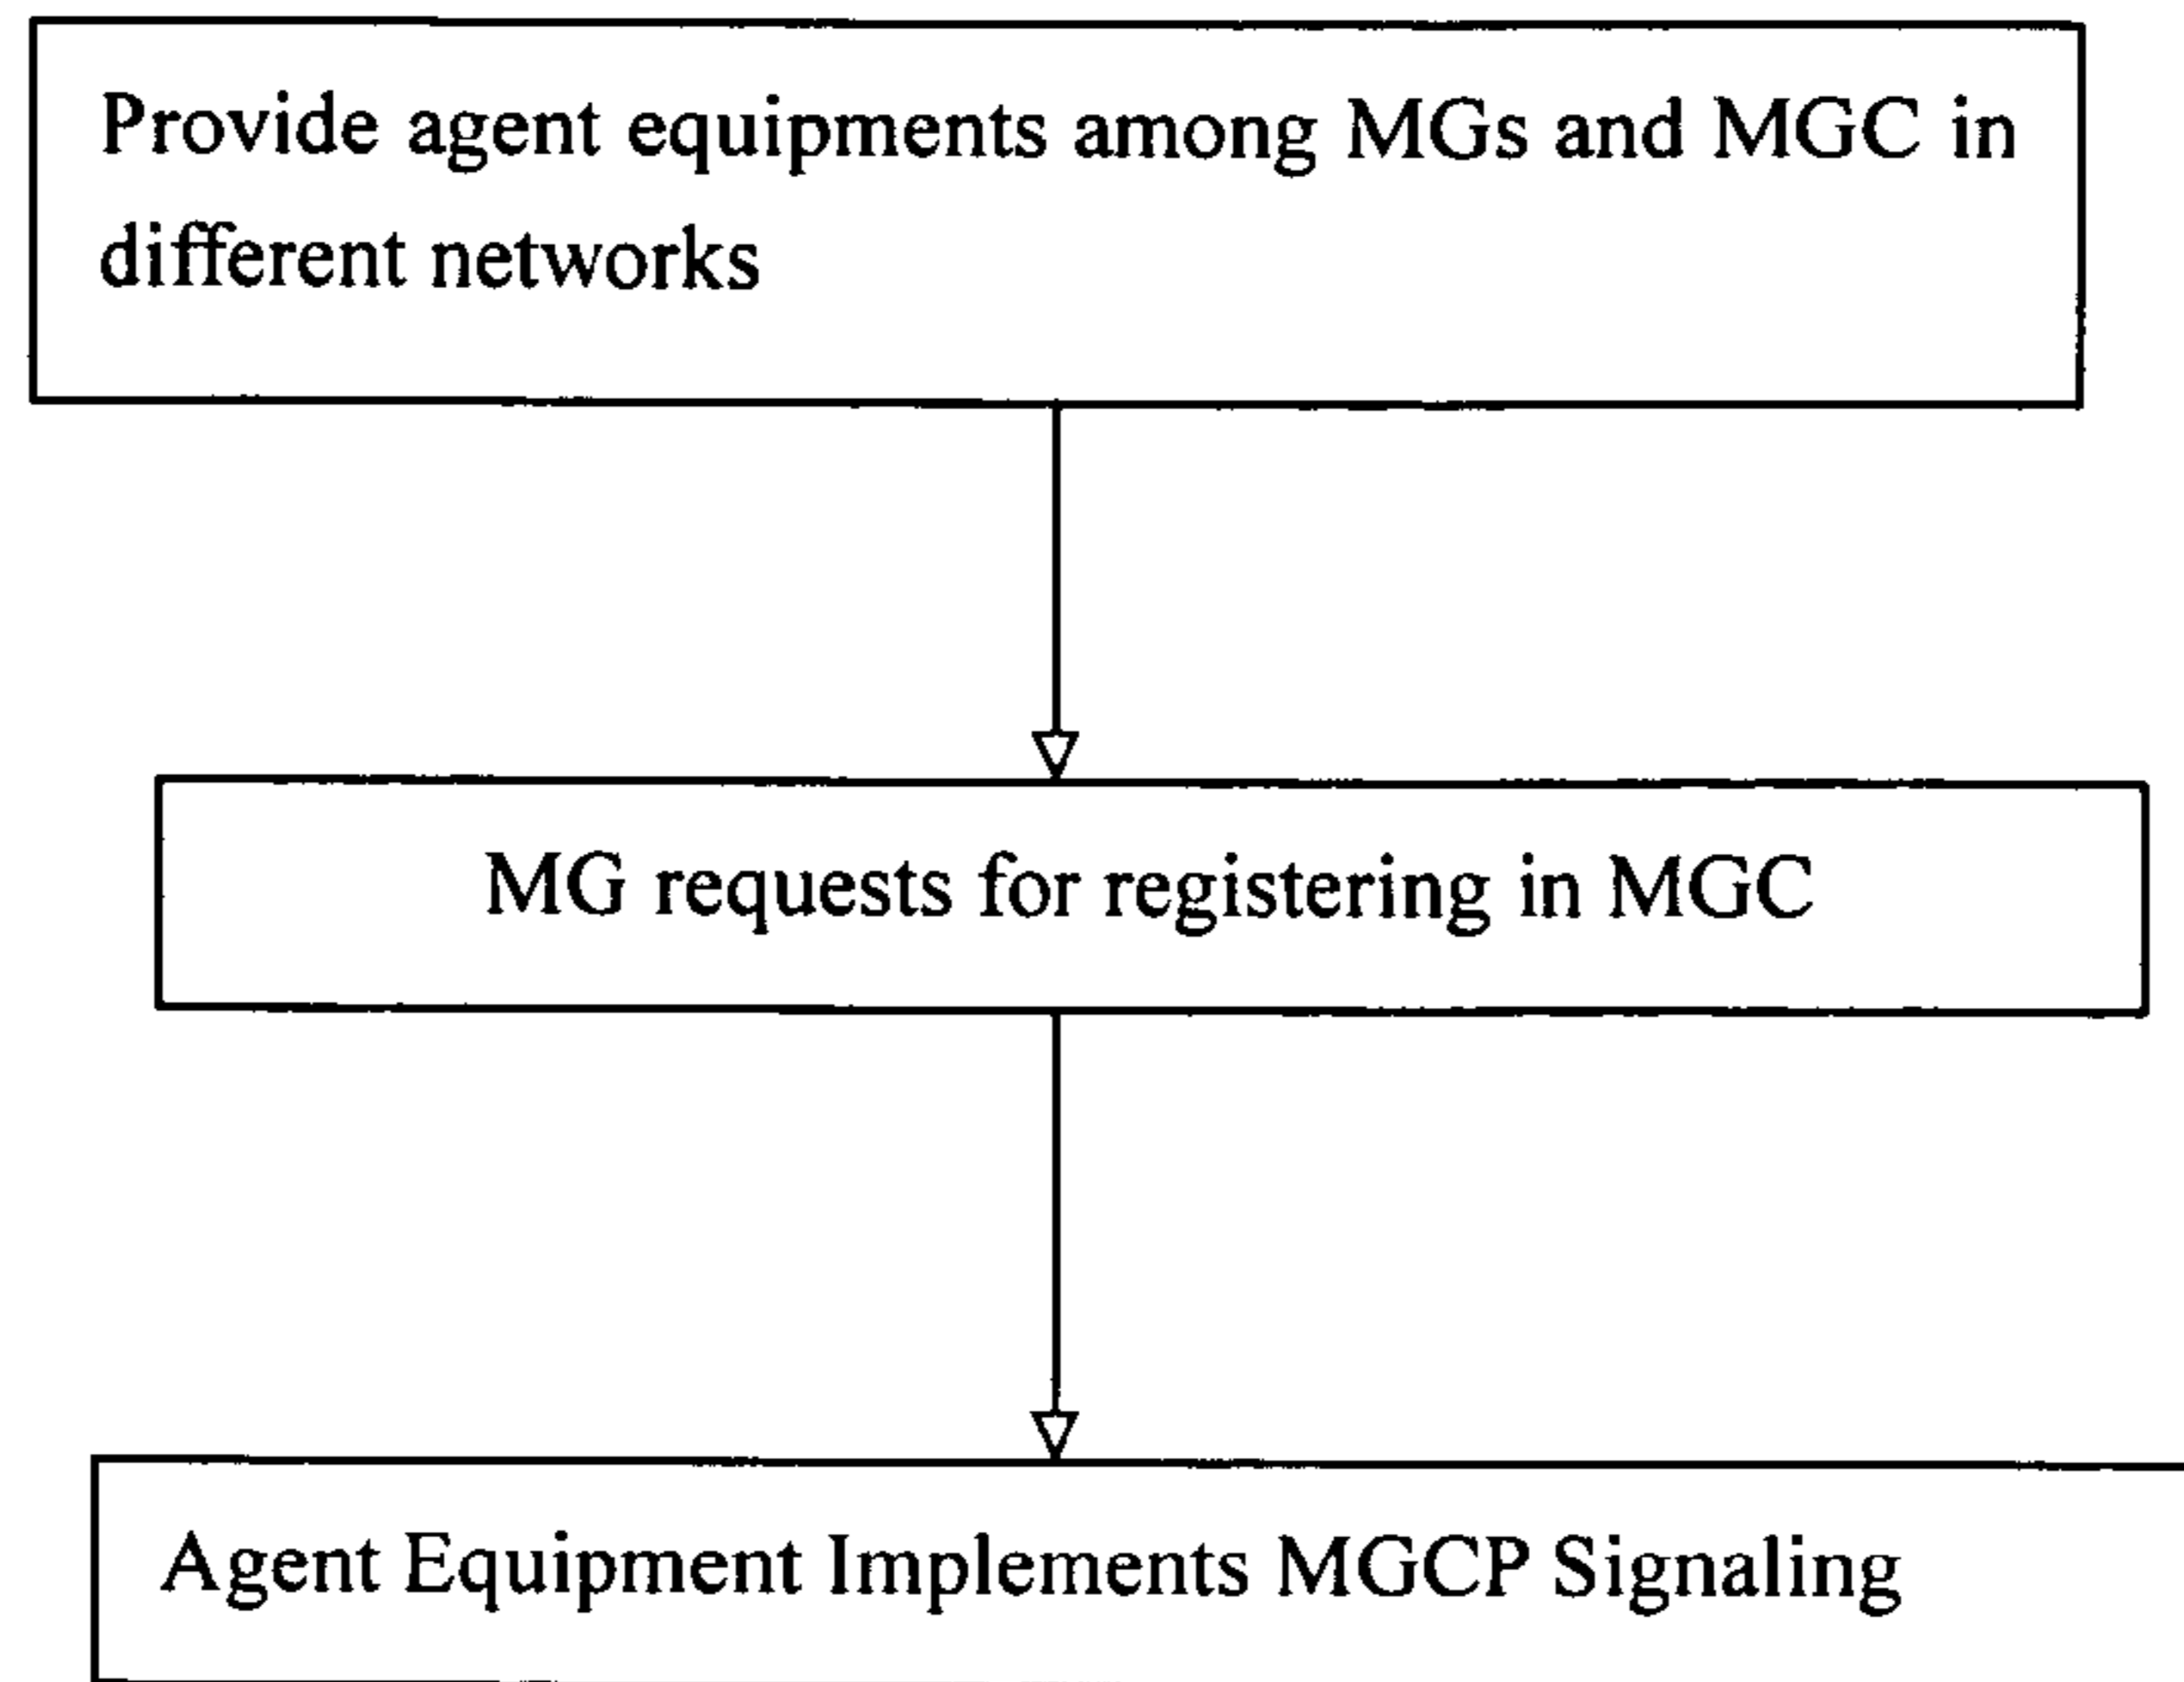 Provide agent equipments among MGs and MGC in
different networks
MG requests for registering in MGC
Agent Equipment Implements MGCP Signaling